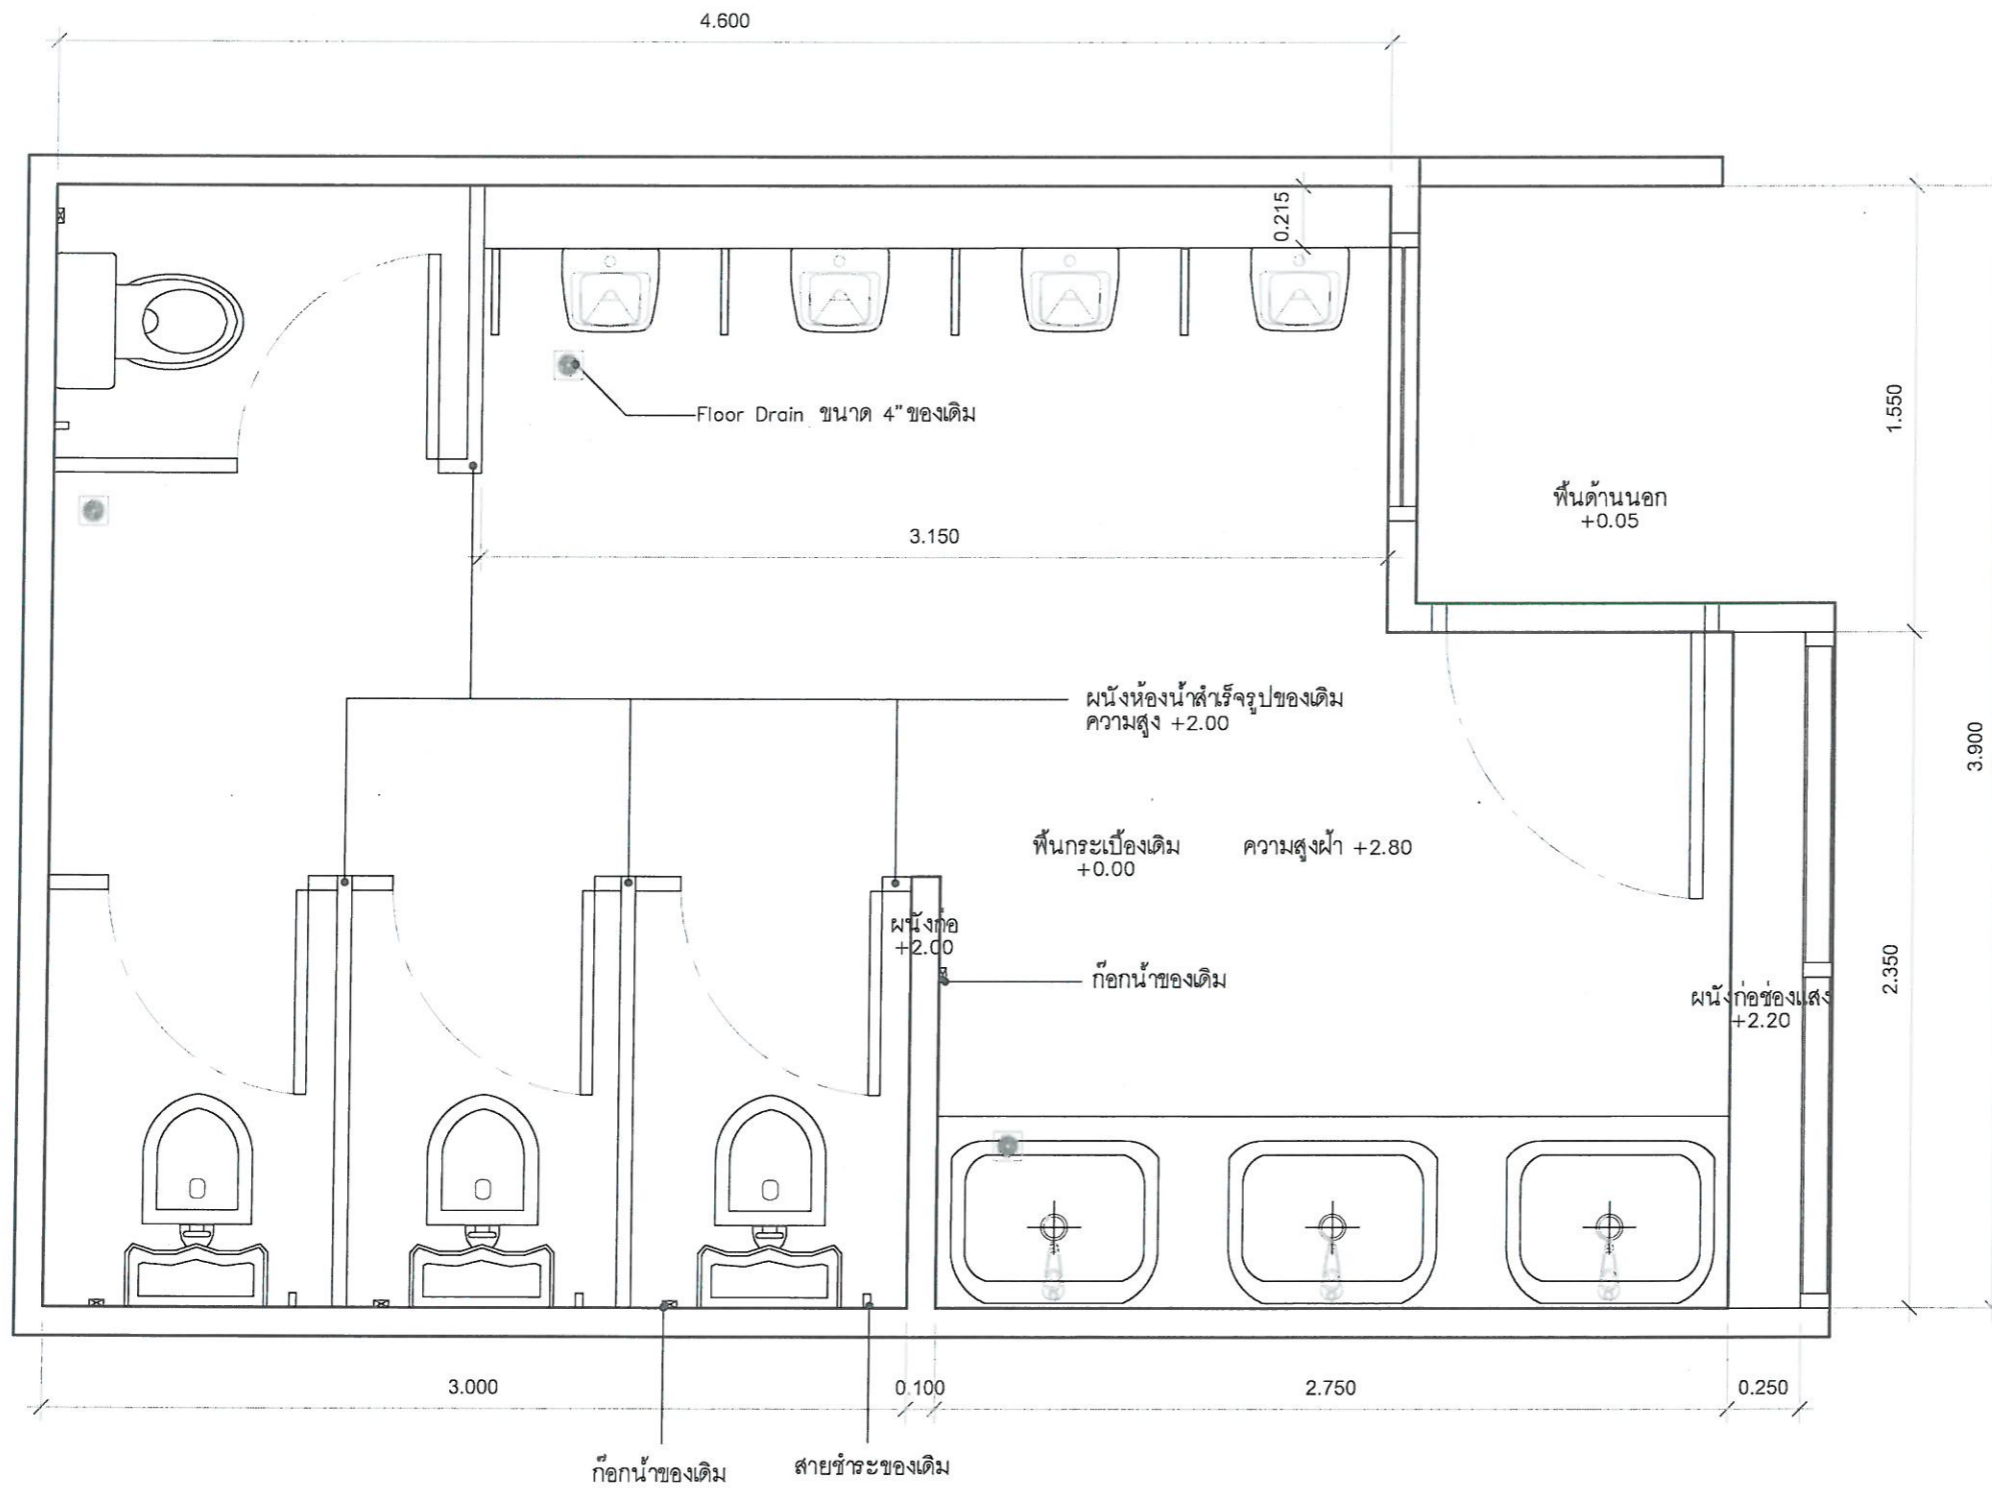 4.600
0.215
Floor Drain ขนาด 4" ของเดิม
1.550
พื้นด้านนอก
+0.05
3.150
ผนังห้องน้ำสำเร็จรูปของเดิม
ความสูง +2.00
3.900
พื้นกระเบื้องเดิม
+0.00
ความสูงฝ้า +2.80
ผนังก่อ
+2.00
ก๊อกน้ำของเดิม
2.350
ผนังก่อช่องแสง
+2.20
3.000
0.100
2.750
0.250
ก๊อกน้ำของเดิม
สายชำระของเดิม